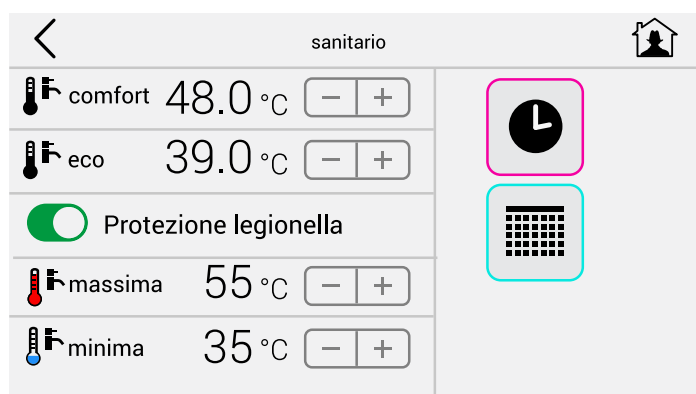 sanitario
comfort 48.0 °C − +
eco 39.0 °C − +
Protezione legionella
massima 55 °C − +
minima 35 °C − +